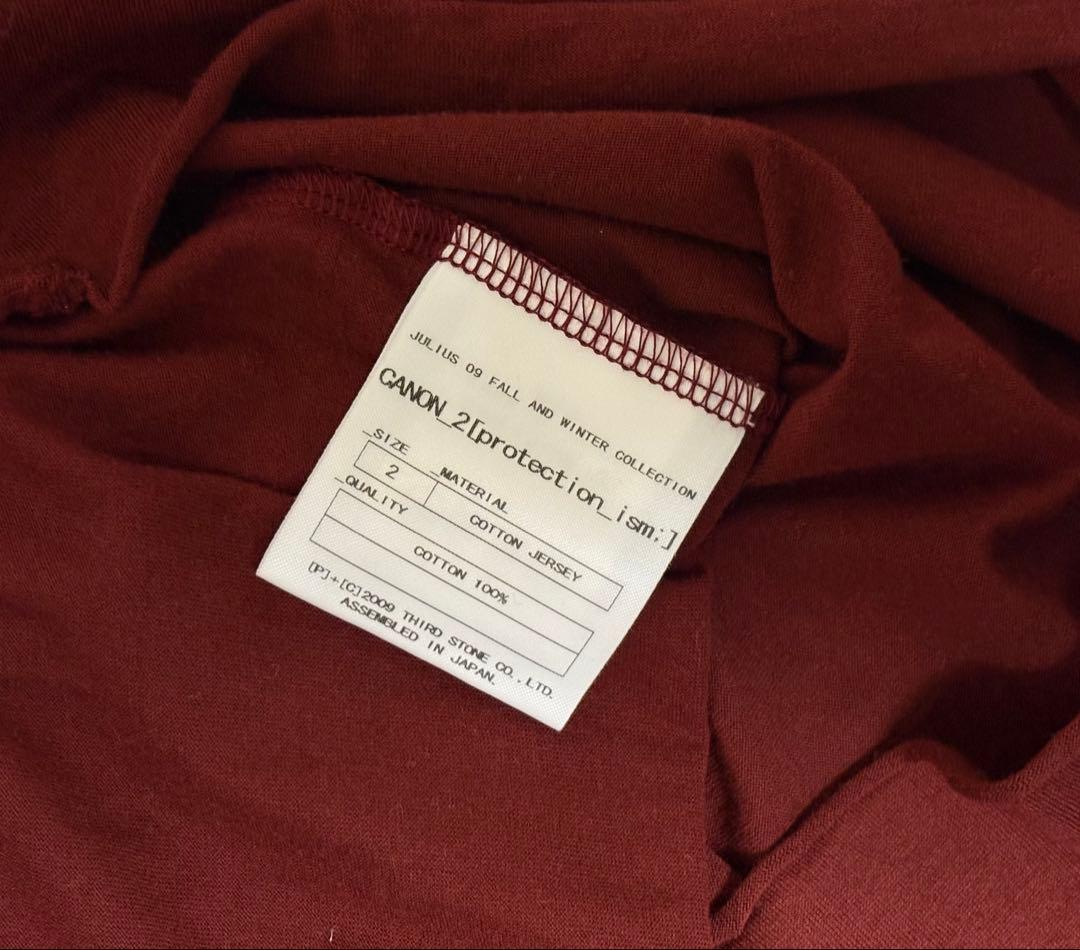 JULIUS 09 FALL AND WINTER COLLECTION
CANON_2[protection_ism;]
_SIZE
2
_MATERIAL
COTTON JERSEY
_QUALITY
COTTON 100%
[P]+[C]2009 THIRD STONE CO.,LTD.
ASSEMBLED IN JAPAN.